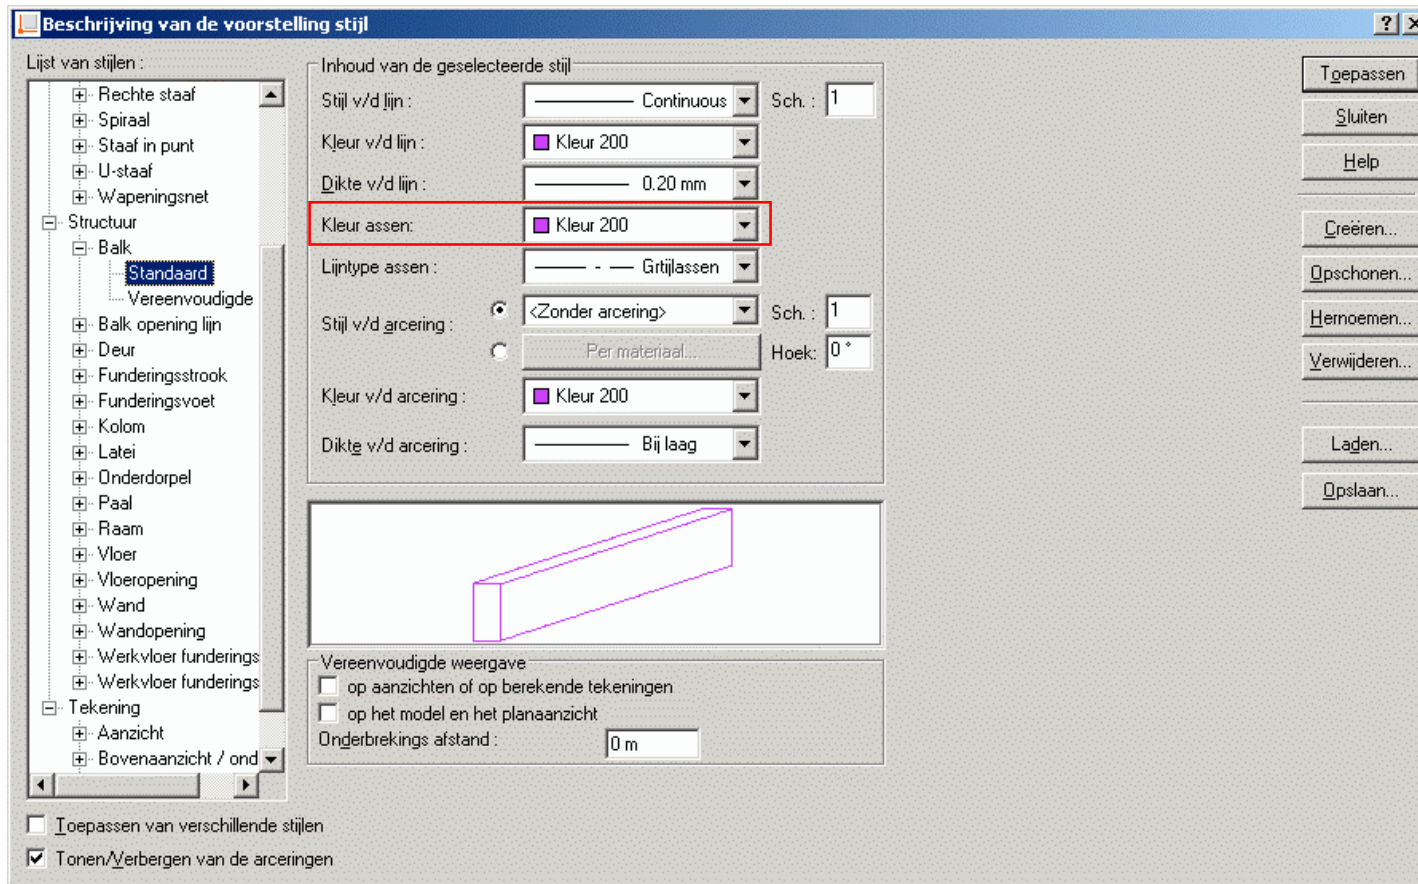 Beschrijving van de voorstelling stijl
Lijst van stijlen :
Rechte staaf
Spiraal
Staaf in punt
U-staaf
Wapeningsnet
Structuur
Balk
Standaard
Vereenvoudigde
Balk opening lijn
Deur
Funderingsstrook
Funderingsvoet
Kolom
Latei
Onderdorpel
Paal
Raam
Vloer
Vloeropening
Wand
Wandopening
Werkvloer funderings
Werkvloer funderings
Tekening
Aanzicht
Bovenaanzicht / ond
Toepassen van verschillende stijlen
Tonen/Verbergen van de arceringen
Inhoud van de geselecteerde stijl
Stijl v/d lijn : Continuous Sch. : 1
Kleur v/d lijn : Kleur 200
Dikte v/d lijn : 0.20 mm
Kleur assen: Kleur 200
Lijntype assen : Grtijlassen
Stijl v/d arcering : <Zonder arcering> Sch. : 1
Per materiaal... Hoek: 0 °
Kleur v/d arcering : Kleur 200
Dikte v/d arcering : Bij laag
Vereenvoudigde weergave
op aanzichten of op berekende tekeningen
op het model en het planaanzicht
Onderbrekings afstand : 0 m
Toepassen
Sluiten
Help
Creëren...
Opschonen...
Hernoemen...
Verwijderen...
Laden...
Opslaan...